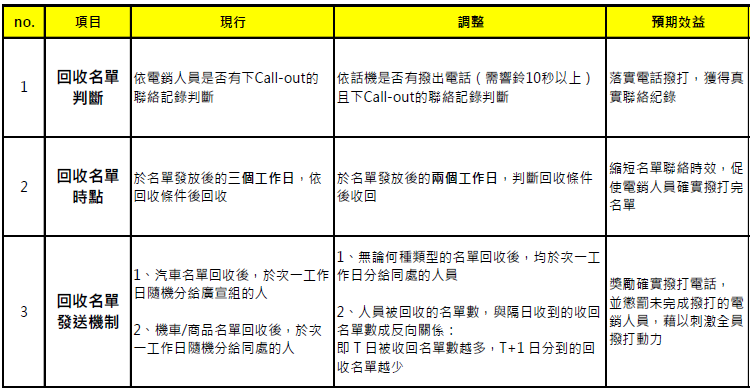 no.
項目
現行
調整
預期效益
1
回收名單
判斷
依電銷人員是否有下Call-out的
聯絡記錄判斷
依話機是否有撥出電話（需響鈴10秒以上）
且下Call-out的聯絡記錄判斷
落實電話撥打，獲得真
實聯絡紀錄
2
回收名單
時點
於名單發放後的三個工作日，依
回收條件後回收
於名單發放後的兩個工作日，判斷回收條件
後收回
縮短名單聯絡時效，促
使電銷人員確實撥打完
名單
3
回收名單
發送機制
1、汽車名單回收後，於次一工作
日隨機分給廣宣組的人
2、機車/商品名單回收後，於次
一工作日隨機分給同處的人
1、無論何種類型的名單回收後，均於次一工
作日分給同處的人員
2、人員被回收的名單數，與隔日收到的收回
名單數成反向關係：
即 T 日被收回名單數越多，T+1 日分到的回
收名單越少
獎勵確實撥打電話，
並懲罰未完成撥打的電
銷人員，藉以刺激全員
撥打動力